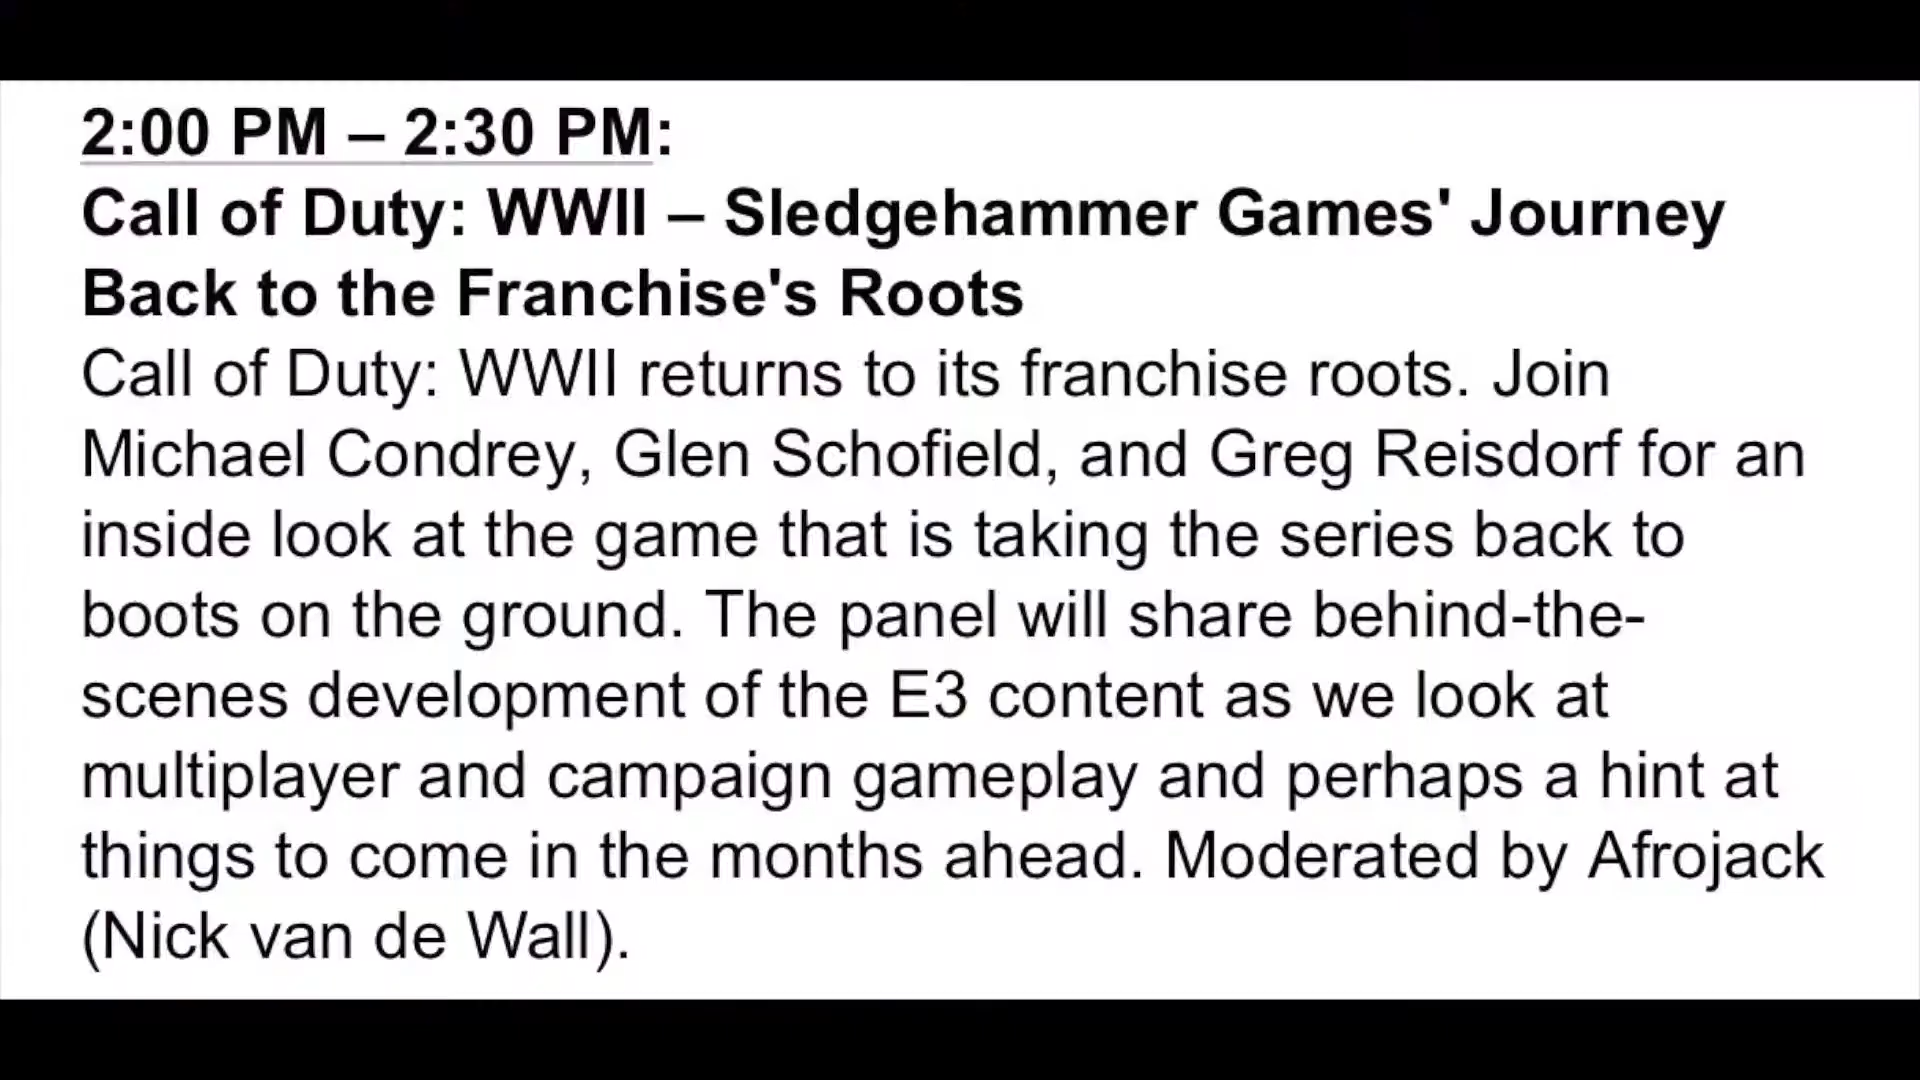 2:00 PM – 2:30 PM:
Call of Duty: WWII – Sledgehammer Games' Journey
Back to the Franchise's Roots
Call of Duty: WWII returns to its franchise roots. Join
Michael Condrey, Glen Schofield, and Greg Reisdorf for an
inside look at the game that is taking the series back to
boots on the ground. The panel will share behind-the-
scenes development of the E3 content as we look at
multiplayer and campaign gameplay and perhaps a hint at
things to come in the months ahead. Moderated by Afrojack
(Nick van de Wall).